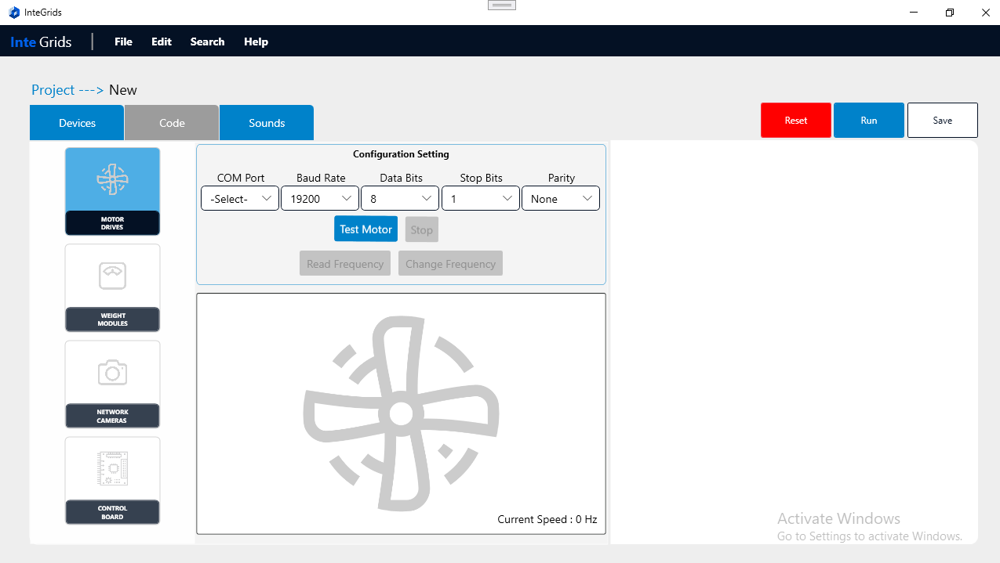 InteGrids
Inte Grids | File Edit Search Help
Project ---> New
Devices Code Sounds
Reset Run Save
MOTOR
DRIVES
WEIGHT
MODULES
NETWORK
CAMERAS
CONTROL
BOARD
Configuration Setting
COM Port Baud Rate Data Bits Stop Bits Parity
-Select- 19200 8 1 None
Test Motor Stop
Read Frequency Change Frequency
Current Speed : 0 Hz
Activate Windows
Go to Settings to activate Windows.